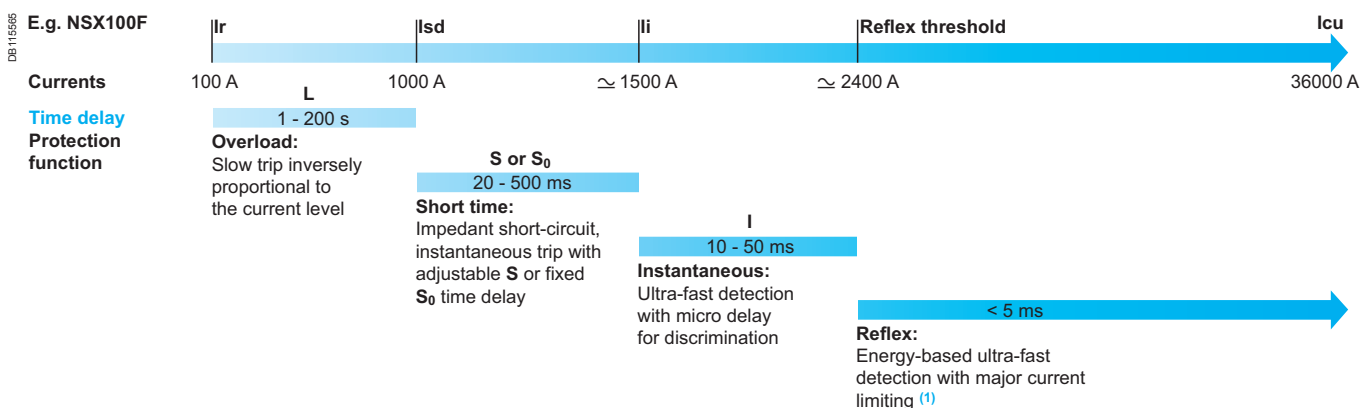 DB115565
E.g. NSX100F
Ir
Isd
Ii
Reflex threshold
Icu
Currents
100 A
1000 A
≃ 1500 A
≃ 2400 A
36000 A
Time delay
L
1 - 200 s
Protection
function
Overload:
Slow trip inversely
proportional to
the current level
S or S₀
20 - 500 ms
Short time:
Impedant short-circuit,
instantaneous trip with
adjustable S or fixed
S₀ time delay
I
10 - 50 ms
Instantaneous:
Ultra-fast detection
with micro delay
for discrimination
< 5 ms
Reflex:
Energy-based ultra-fast
detection with major current
limiting (1)